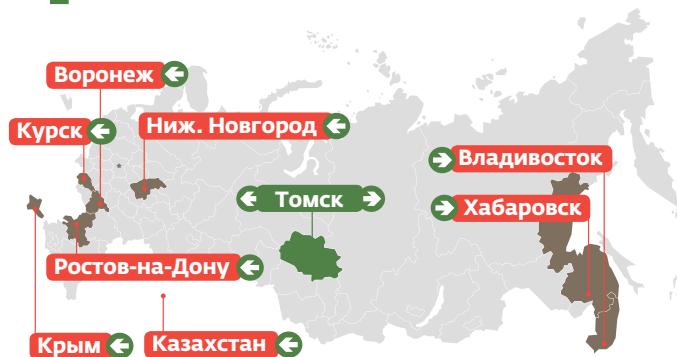 Воронеж
Курск
Ниж. Новгород
Владивосток
Томск
Хабаровск
Ростов-на-Дону
Крым
Казахстан